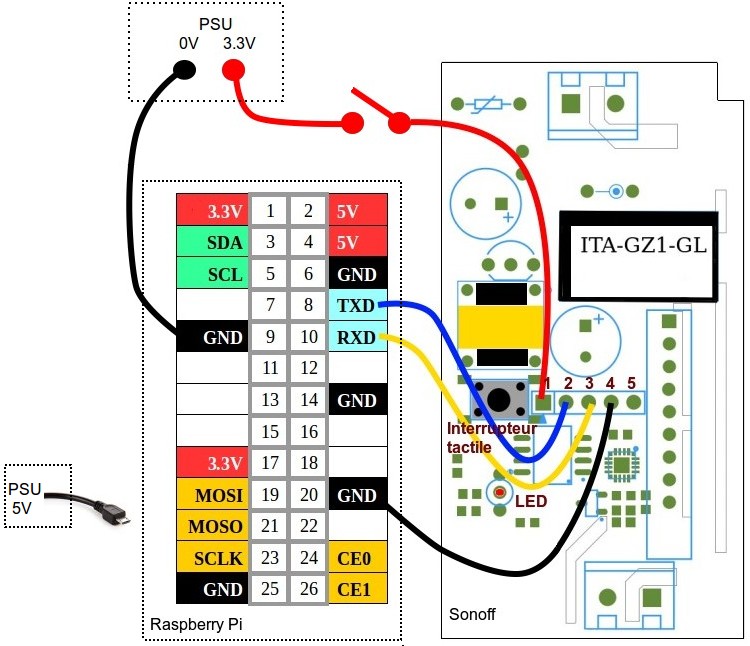 PSU
0V 3.3V
3.3V 1 2 5V
SDA 3 4 5V
SCL 5 6 GND
7 8 TXD
GND 9 10 RXD
11 12
13 14 GND
15 16
3.3V 17 18
MOSI 19 20 GND
MOSO 21 22
SCLK 23 24 CE0
GND 25 26 CE1
Raspberry Pi
PSU
5V
ITA-GZ1-GL
+
+
1 2 3 4 5
Interrupteur
tactile
LED
Sonoff